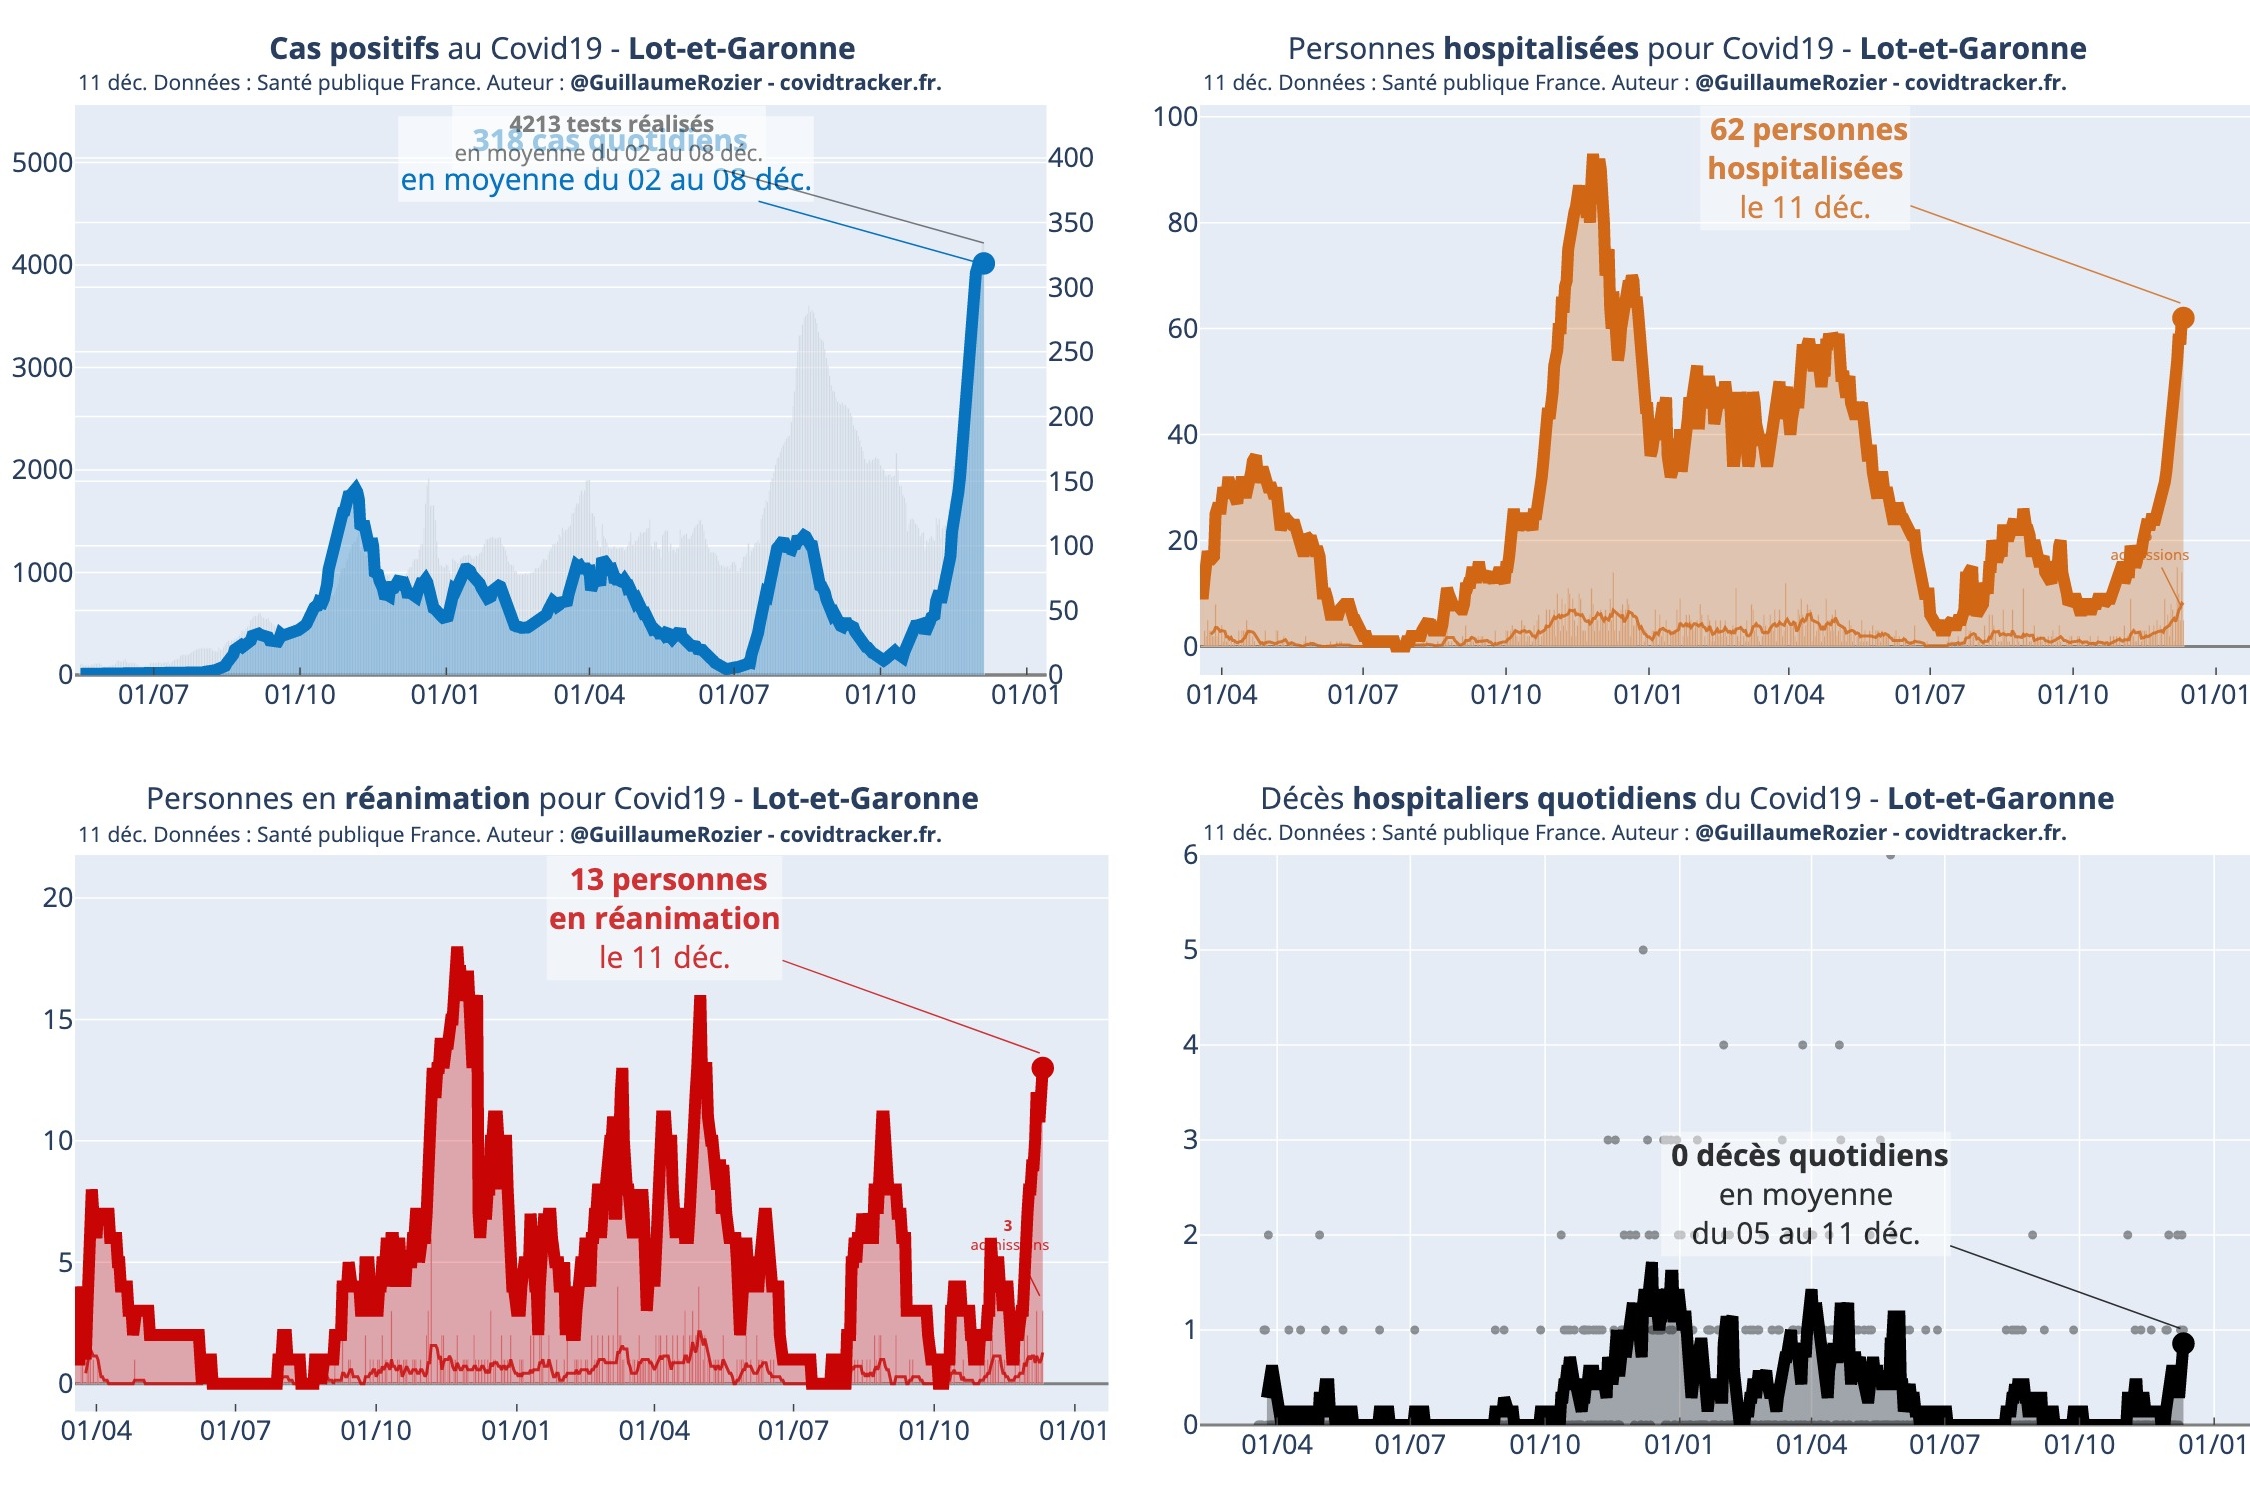 Cas positifs au Covid19 - Lot-et-Garonne
11 déc. Données : Santé publique France. Auteur : @GuillaumeRozier - covidtracker.fr.
4213 tests réalisés
318 cas quotidiens
en moyenne du 02 au 08 déc.
en moyenne du 02 au 08 déc.
5000
4000
3000
2000
1000
0
400
350
300
250
200
150
100
50
0
01/07 01/10 01/01 01/04 01/07 01/10 01/01
Personnes hospitalisées pour Covid19 - Lot-et-Garonne
11 déc. Données : Santé publique France. Auteur : @GuillaumeRozier - covidtracker.fr.
62 personnes
hospitalisées
le 11 déc.
100
80
60
40
20
0
admissions
01/04 01/07 01/10 01/01 01/04 01/07 01/10 01/01
Personnes en réanimation pour Covid19 - Lot-et-Garonne
11 déc. Données : Santé publique France. Auteur : @GuillaumeRozier - covidtracker.fr.
13 personnes
en réanimation
le 11 déc.
20
15
10
5
0
3
admissions
01/04 01/07 01/10 01/01 01/04 01/07 01/10 01/01
Décès hospitaliers quotidiens du Covid19 - Lot-et-Garonne
11 déc. Données : Santé publique France. Auteur : @GuillaumeRozier - covidtracker.fr.
6
5
4
3
2
1
0
0 décès quotidiens
en moyenne
du 05 au 11 déc.
01/04 01/07 01/10 01/01 01/04 01/07 01/10 01/01